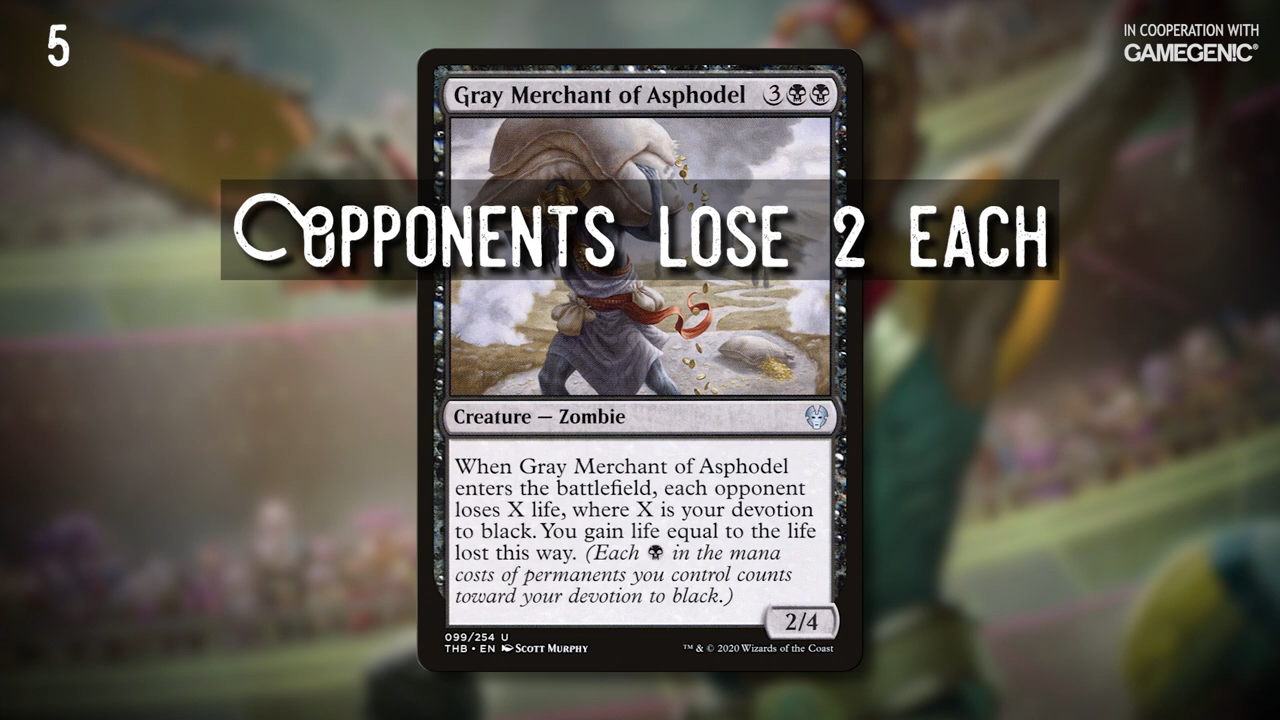 5
IN COOPERATION WITH
GAMEGEN!C®
Gray Merchant of Asphodel 3
OPPONENTS LOSE 2 EACH
Creature — Zombie
When Gray Merchant of Asphodel
enters the battlefield, each opponent
loses X life, where X is your devotion
to black. You gain life equal to the life
lost this way. (Each in the mana
costs of permanents you control counts
toward your devotion to black.)
2/4
099/254 U
THB • EN Scott Murphy
™ & © 2020 Wizards of the Coast